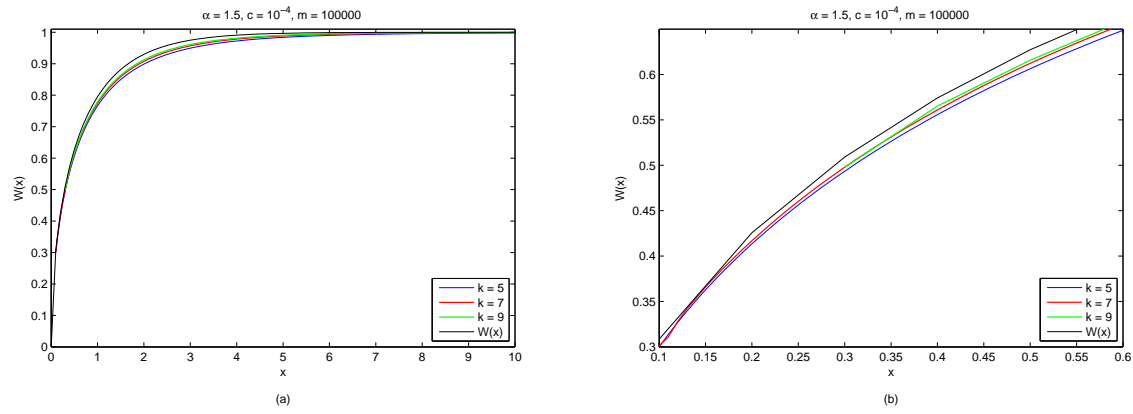 α = 1.5, c = 10⁻⁴, m = 100000
W(x)
1
0.9
0.8
0.7
0.6
0.5
0.4
0.3
0.2
0.1
0
0 1 2 3 4 5 6 7 8 9 10
x
k = 5
k = 7
k = 9
W(x)
(a)
α = 1.5, c = 10⁻⁴, m = 100000
W(x)
0.65
0.6
0.55
0.5
0.45
0.4
0.35
0.3
0.1 0.15 0.2 0.25 0.3 0.35 0.4 0.45 0.5 0.55 0.6
x
k = 5
k = 7
k = 9
W(x)
(b)